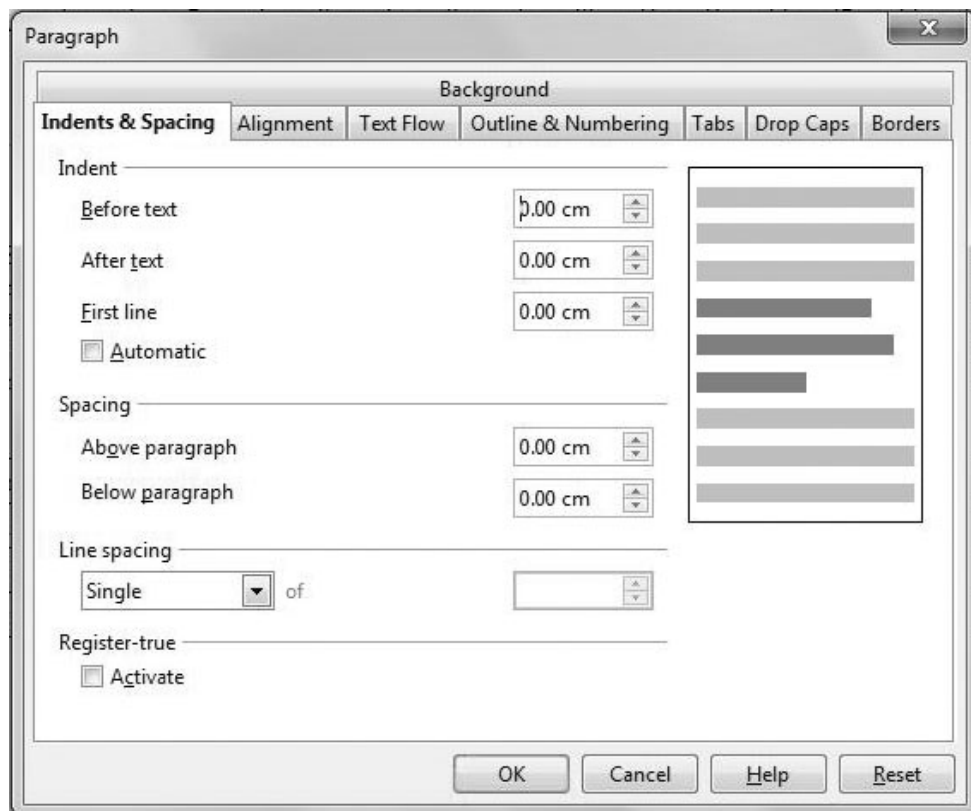 Paragraph
Background
Indents & Spacing Alignment Text Flow Outline & Numbering Tabs Drop Caps Borders
Indent
Before text 0.00 cm
After text 0.00 cm
First line 0.00 cm
Automatic
Spacing
Above paragraph 0.00 cm
Below paragraph 0.00 cm
Line spacing
Single of
Register-true
Activate
OK Cancel Help Reset